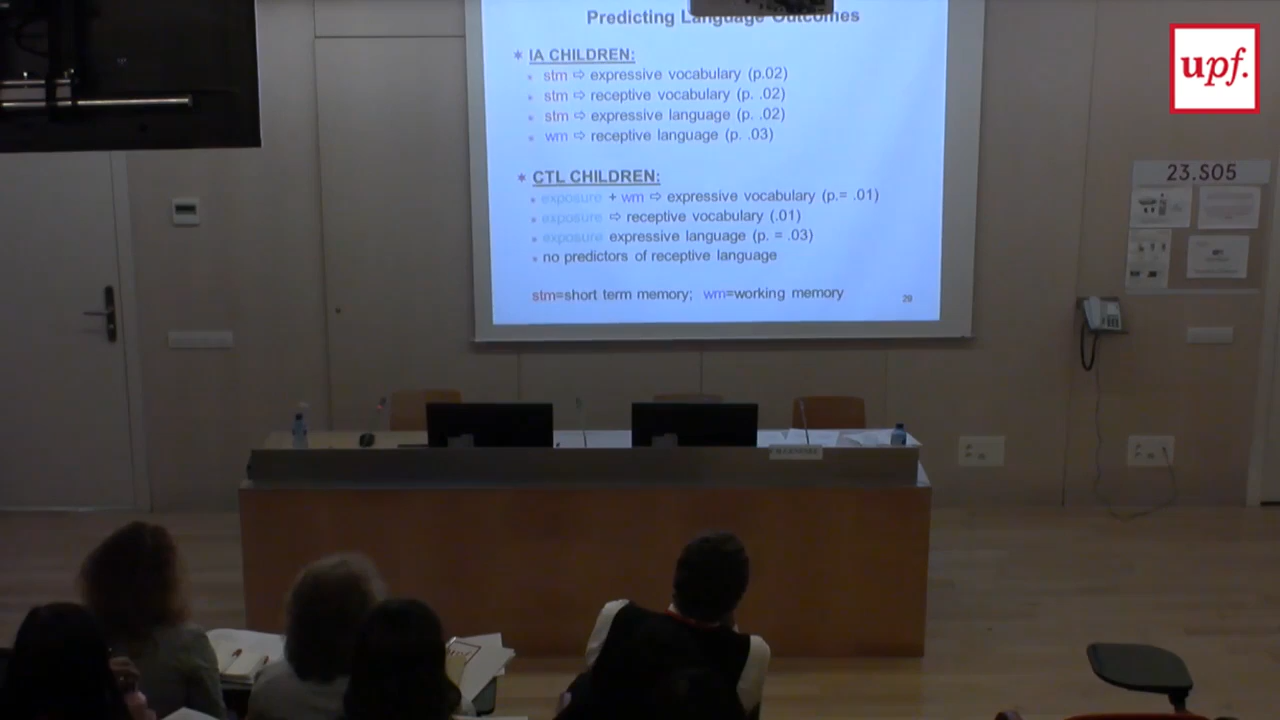 Predicting Language Outcomes
* IA CHILDREN:
• stm ⇨ expressive vocabulary (p.02)
• stm ⇨ receptive vocabulary (p. .02)
• stm ⇨ expressive language (p. .02)
• wm ⇨ receptive language (p. .03)
* CTL CHILDREN:
• exposure + wm ⇨ expressive vocabulary (p.= .01)
• exposure ⇨ receptive vocabulary (.01)
• exposure expressive language (p. = .03)
• no predictors of receptive language
stm=short term memory; wm=working memory
29
upf.
23.S05